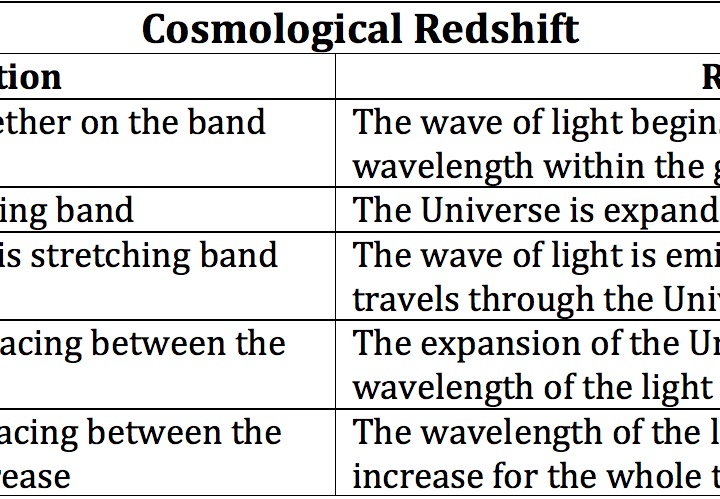 Cosmological Redshift
tion R
ether on the band The wave of light begins
wavelength within the g
ing band The Universe is expand
is stretching band The wave of light is emi
travels through the Univ
acing between the The expansion of the Un
wavelength of the light
acing between the The wavelength of the l
rease increase for the whole t